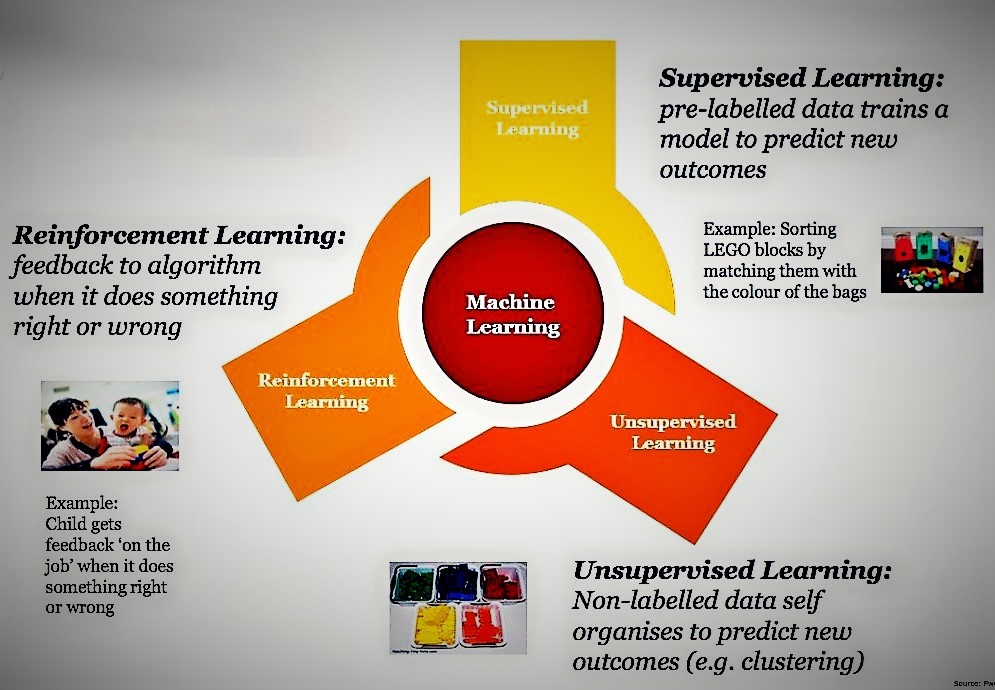 Supervised
Learning
Supervised Learning:
pre-labelled data trains a
model to predict new
outcomes
Example: Sorting
LEGO blocks by
matching them with
the colour of the bags
Reinforcement Learning:
feedback to algorithm
when it does something
right or wrong
Machine
Learning
Reinforcement
Learning
Unsupervised
Learning
Example:
Child gets
feedback ‘on the
job’ when it does
something right
or wrong
Unsupervised Learning:
Non-labelled data self
organises to predict new
outcomes (e.g. clustering)
Source: